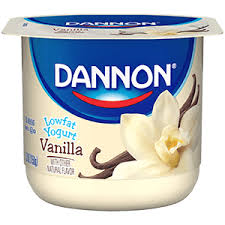 DANNON®
Lowfat
Yogurt
Vanilla
WITH OTHER
NATURAL FLAVOR